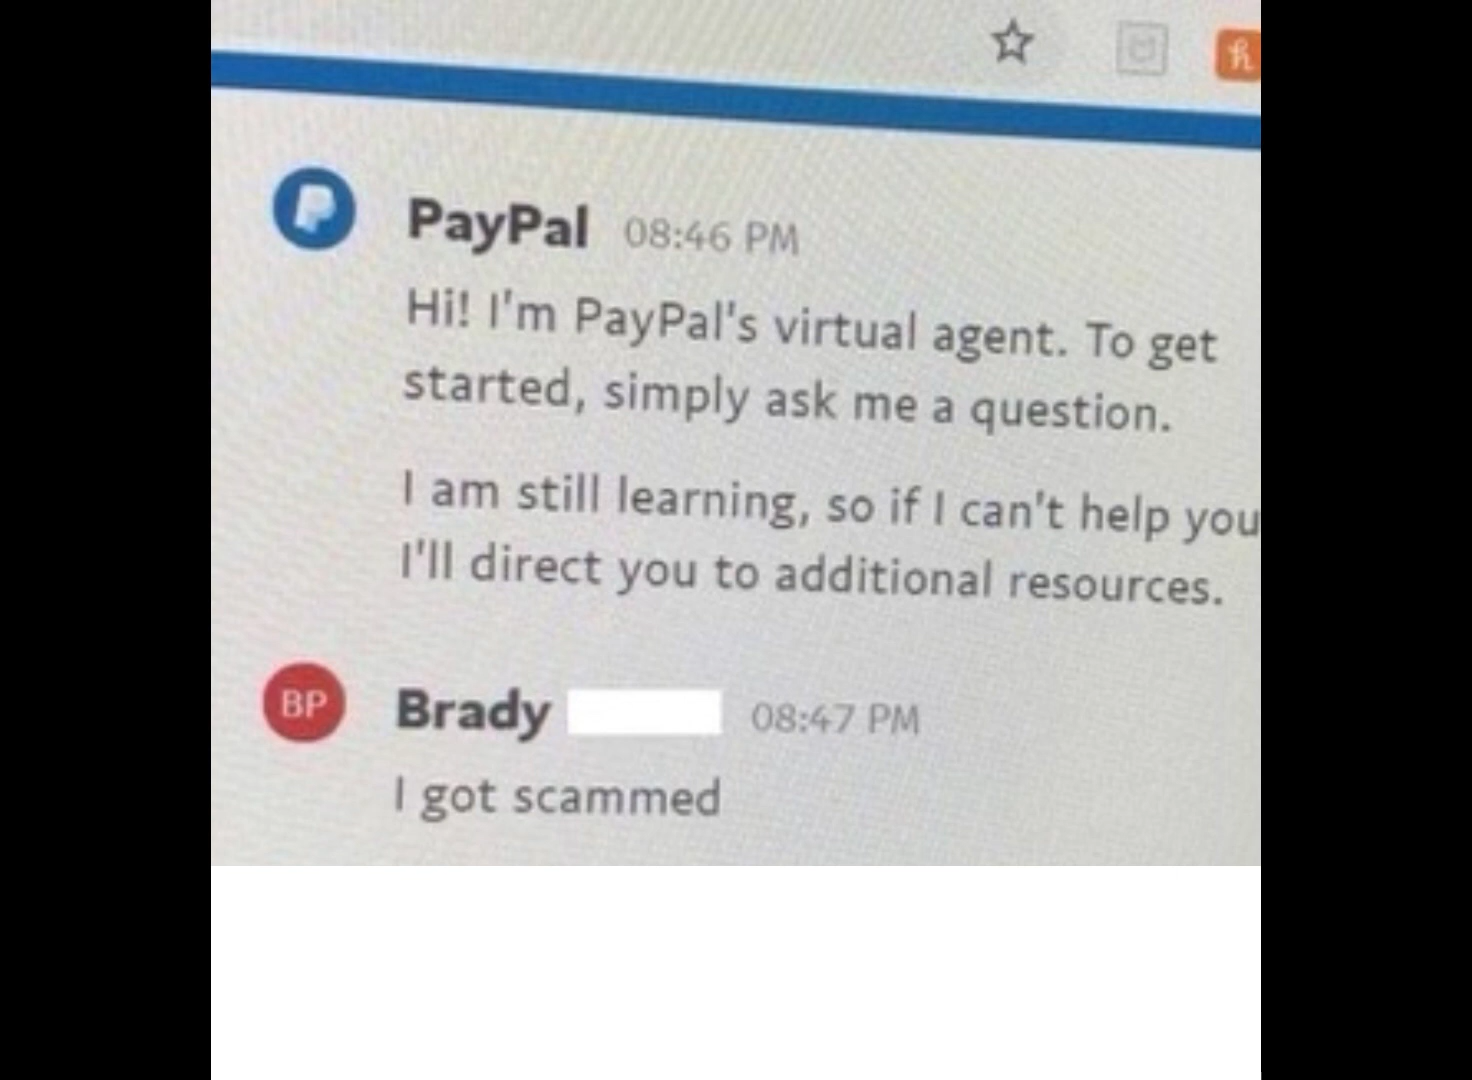 PayPal 08:46 PM
Hi! I'm PayPal's virtual agent. To get
started, simply ask me a question.
I am still learning, so if I can't help you
I'll direct you to additional resources.
BP Brady 08:47 PM
I got scammed